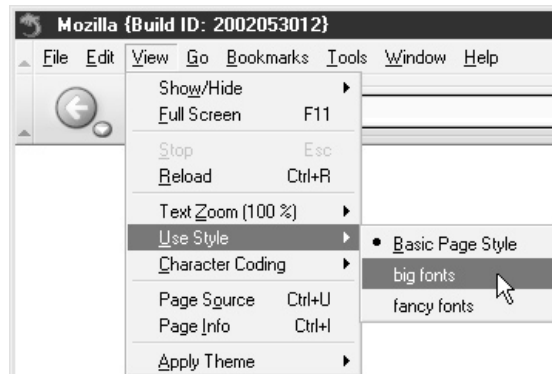 Mozilla {Build ID: 2002053012}
File Edit View Go Bookmarks Tools Window Help
Show/Hide
Full Screen F11
Stop Esc
Reload Ctrl+R
Text Zoom (100 %)
Use Style
Basic Page Style
Character Coding
big fonts
Page Source Ctrl+U
fancy fonts
Page Info Ctrl+I
Apply Theme